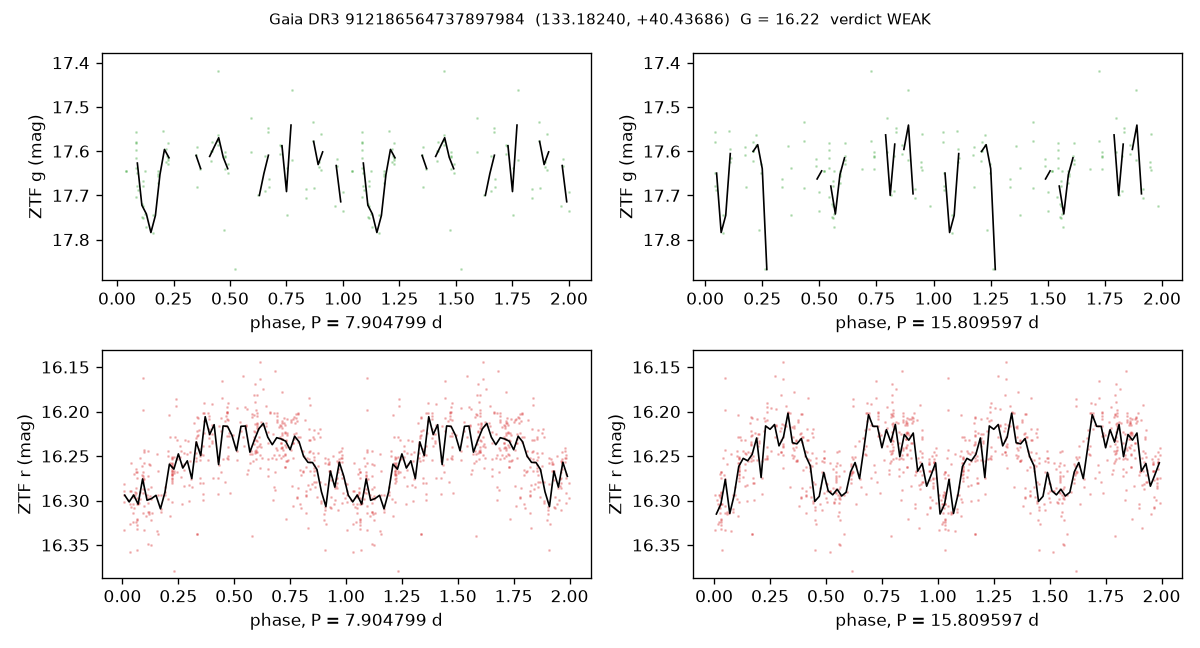 Gaia DR3 912186564737897984  (133.18240, +40.43686)  G = 16.22  verdict WEAK
ZTF g (mag)
17.4
17.5
17.6
17.7
17.8
0.00 0.25 0.50 0.75 1.00 1.25 1.50 1.75 2.00
phase, P = 7.904799 d
ZTF g (mag)
17.4
17.5
17.6
17.7
17.8
0.00 0.25 0.50 0.75 1.00 1.25 1.50 1.75 2.00
phase, P = 15.809597 d
ZTF r (mag)
16.15
16.20
16.25
16.30
16.35
0.00 0.25 0.50 0.75 1.00 1.25 1.50 1.75 2.00
phase, P = 7.904799 d
ZTF r (mag)
16.15
16.20
16.25
16.30
16.35
0.00 0.25 0.50 0.75 1.00 1.25 1.50 1.75 2.00
phase, P = 15.809597 d